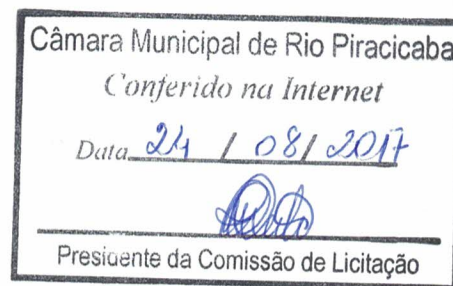 Câmara Municipal de Rio Piracicaba
Conferido na Internet
Data 24 / 08 / 2017
Presidente da Comissão de Licitação